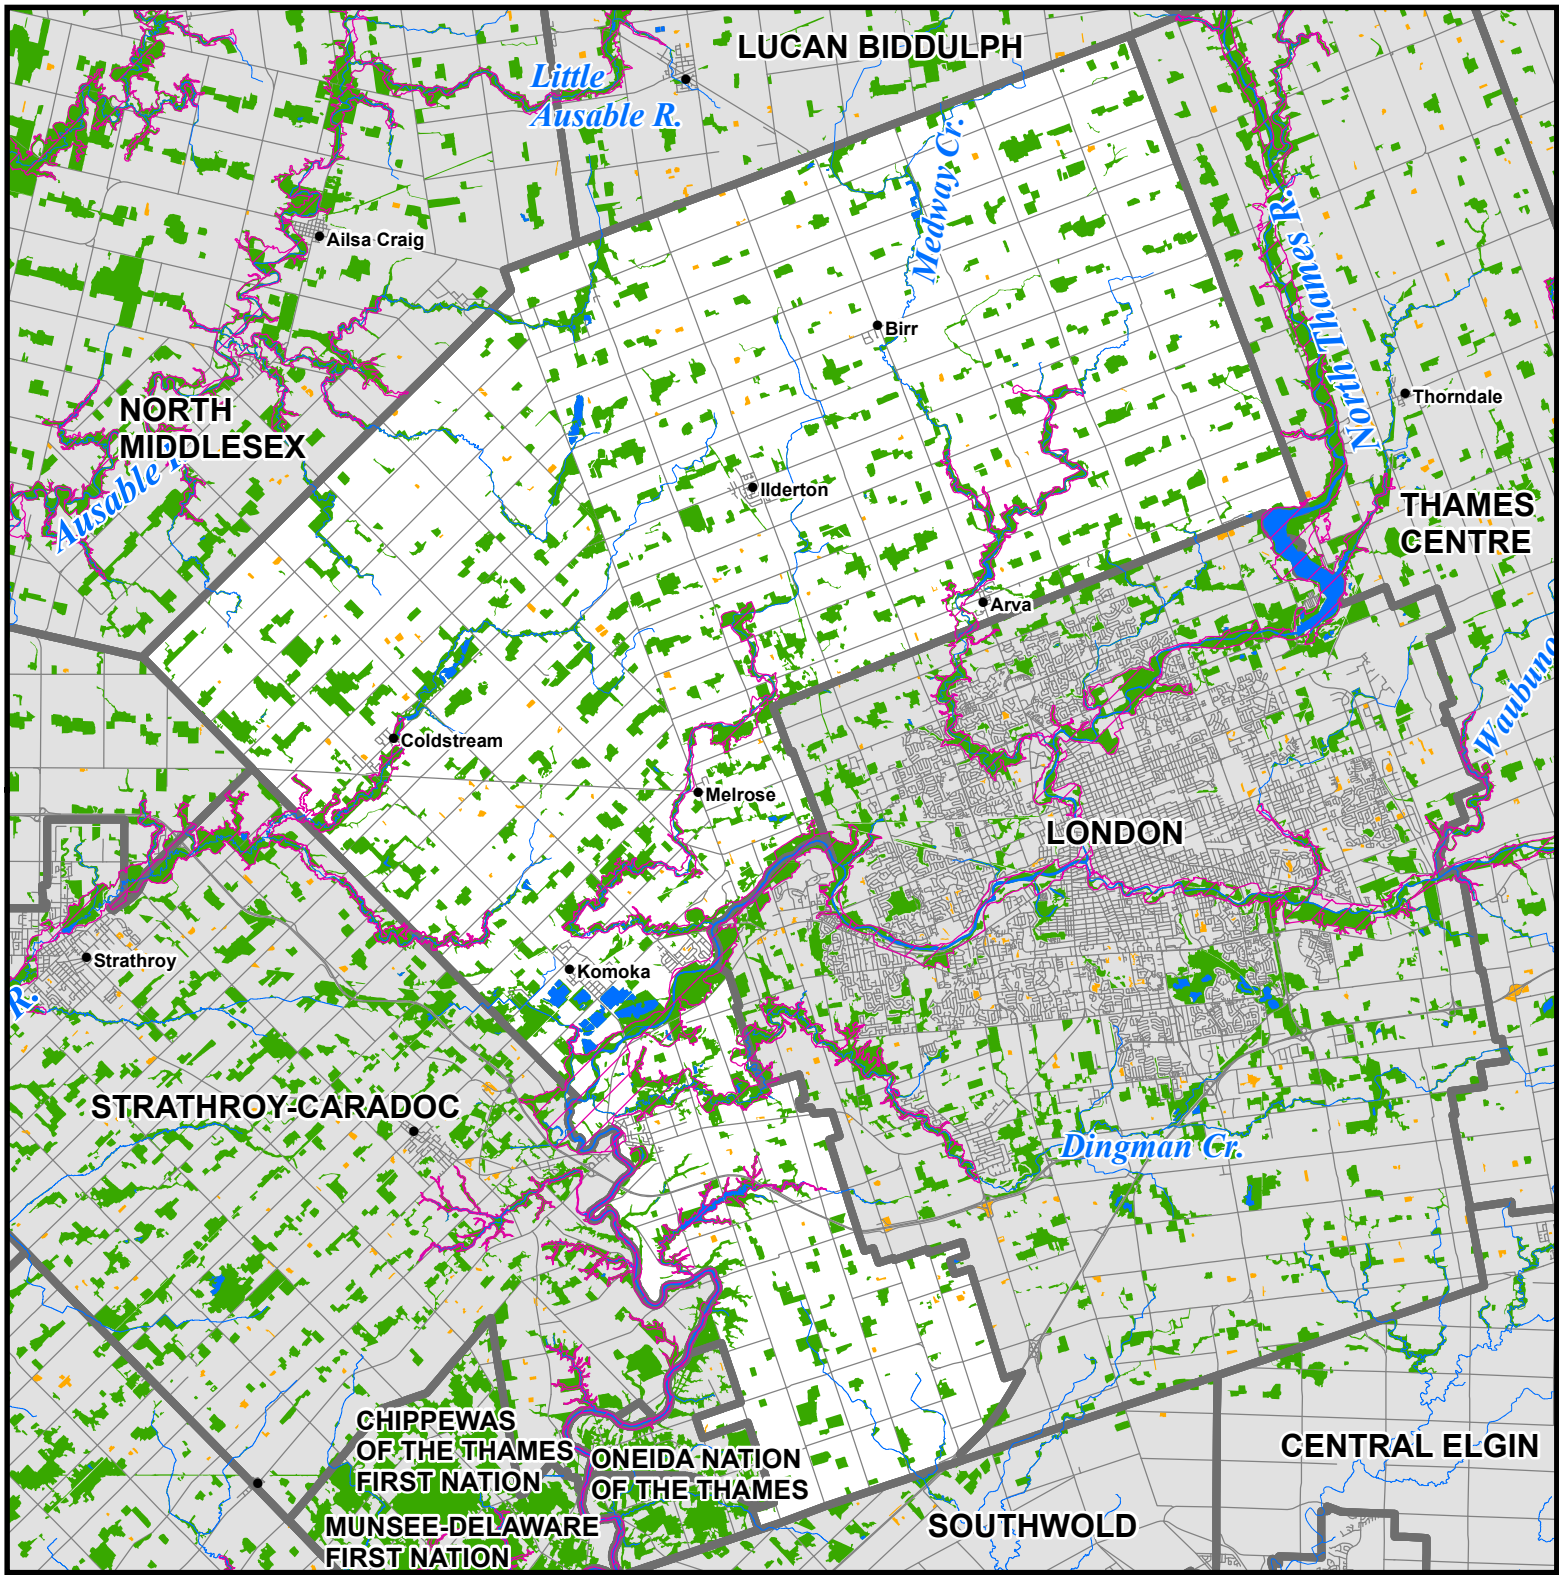 LUCAN BIDDULPH
Little
Ausable R.
Medway Cr.
Ailsa Craig
North Thames R.
Birr
Thorndale
NORTH
MIDDLESEX
Ausable
Ilderton
THAMES
CENTRE
Arva
Waubuno
Coldstream
Melrose
LONDON
Strathroy
Komoka
R.
STRATHROY-CARADOC
Dingman Cr.
CHIPPEWAS
OF THE THAMES
FIRST NATION
ONEIDA NATION
OF THE THAMES
CENTRAL ELGIN
MUNSEE-DELAWARE
FIRST NATION
SOUTHWOLD